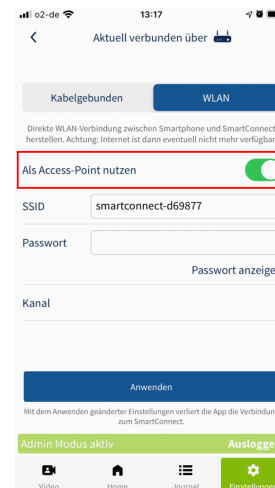 o2-de 13:17
Aktuell verbunden über
Kabelgebunden WLAN
Direkte WLAN-Verbindung zwischen Smartphone und SmartConnect
herstellen. Achtung: Internet ist dann eventuell nicht mehr verfügbar
Als Access-Point nutzen
SSID smartconnect-d69877
Passwort
Passwort anzeige
Kanal
Anwenden
Mit dem Anwenden geänderter Einstellungen verliert die App die Verbindun
zum SmartConnect.
Admin Modus aktiv Auslogge
Video Home Journal Einstellungen